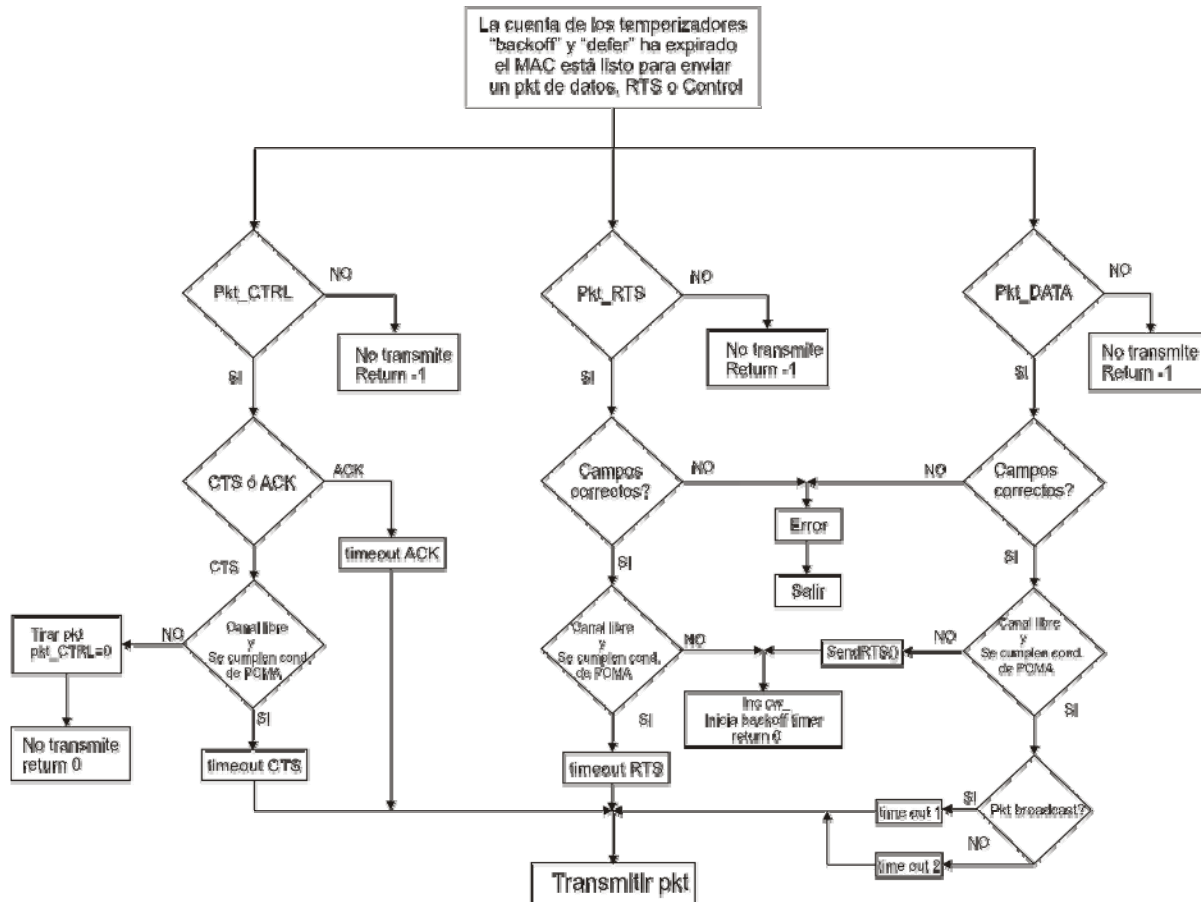 La cuenta de los temporizadores
“backoff” y “defer” ha expirado
el MAC está listo para enviar
un pkt de datos, RTS o Control
Pkt_CTRL
NO
No transmite
Return -1
SI
Pkt_RTS
NO
No transmite
Return -1
SI
Pkt_DATA
NO
No transmite
Return -1
SI
CTS ó ACK
ACK
timeout ACK
CTS
Campos
correctos?
NO
SI
Error
Salir
Campos
correctos?
NO
SI
Canal libre
y
Se cumplen cond.
de PCMA
NO
Tirar pkt
pkt_CTRL=0
No transmite
return 0
SI
timeout CTS
Canal libre
y
Se cumplen cond.
de PCMA
NO
SI
Inc cw_
Inicia backoff timer
return 0
timeout RTS
Canal libre
y
Se cumplen cond.
de PCMA
NO
SendRTS()
SI
Pkt broadcast?
SI
time out 1
NO
time out 2
Transmitir pkt